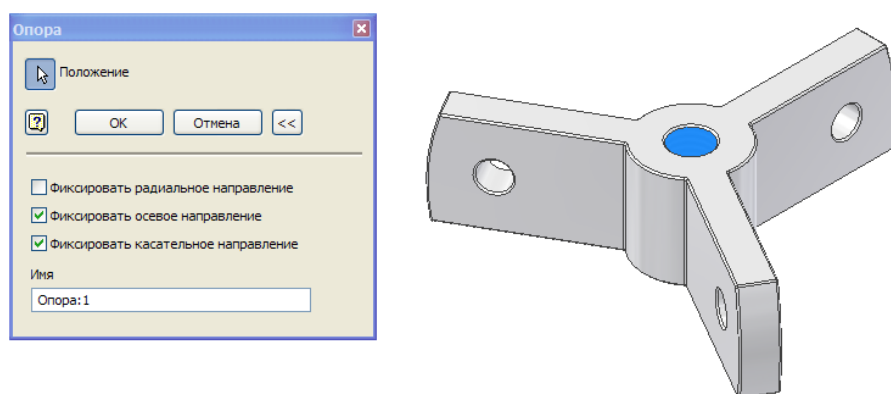 Опора
Положение
OK
Отмена
<<
Фиксировать радиальное направление
Фиксировать осевое направление
Фиксировать касательное направление
Имя
Опора:1